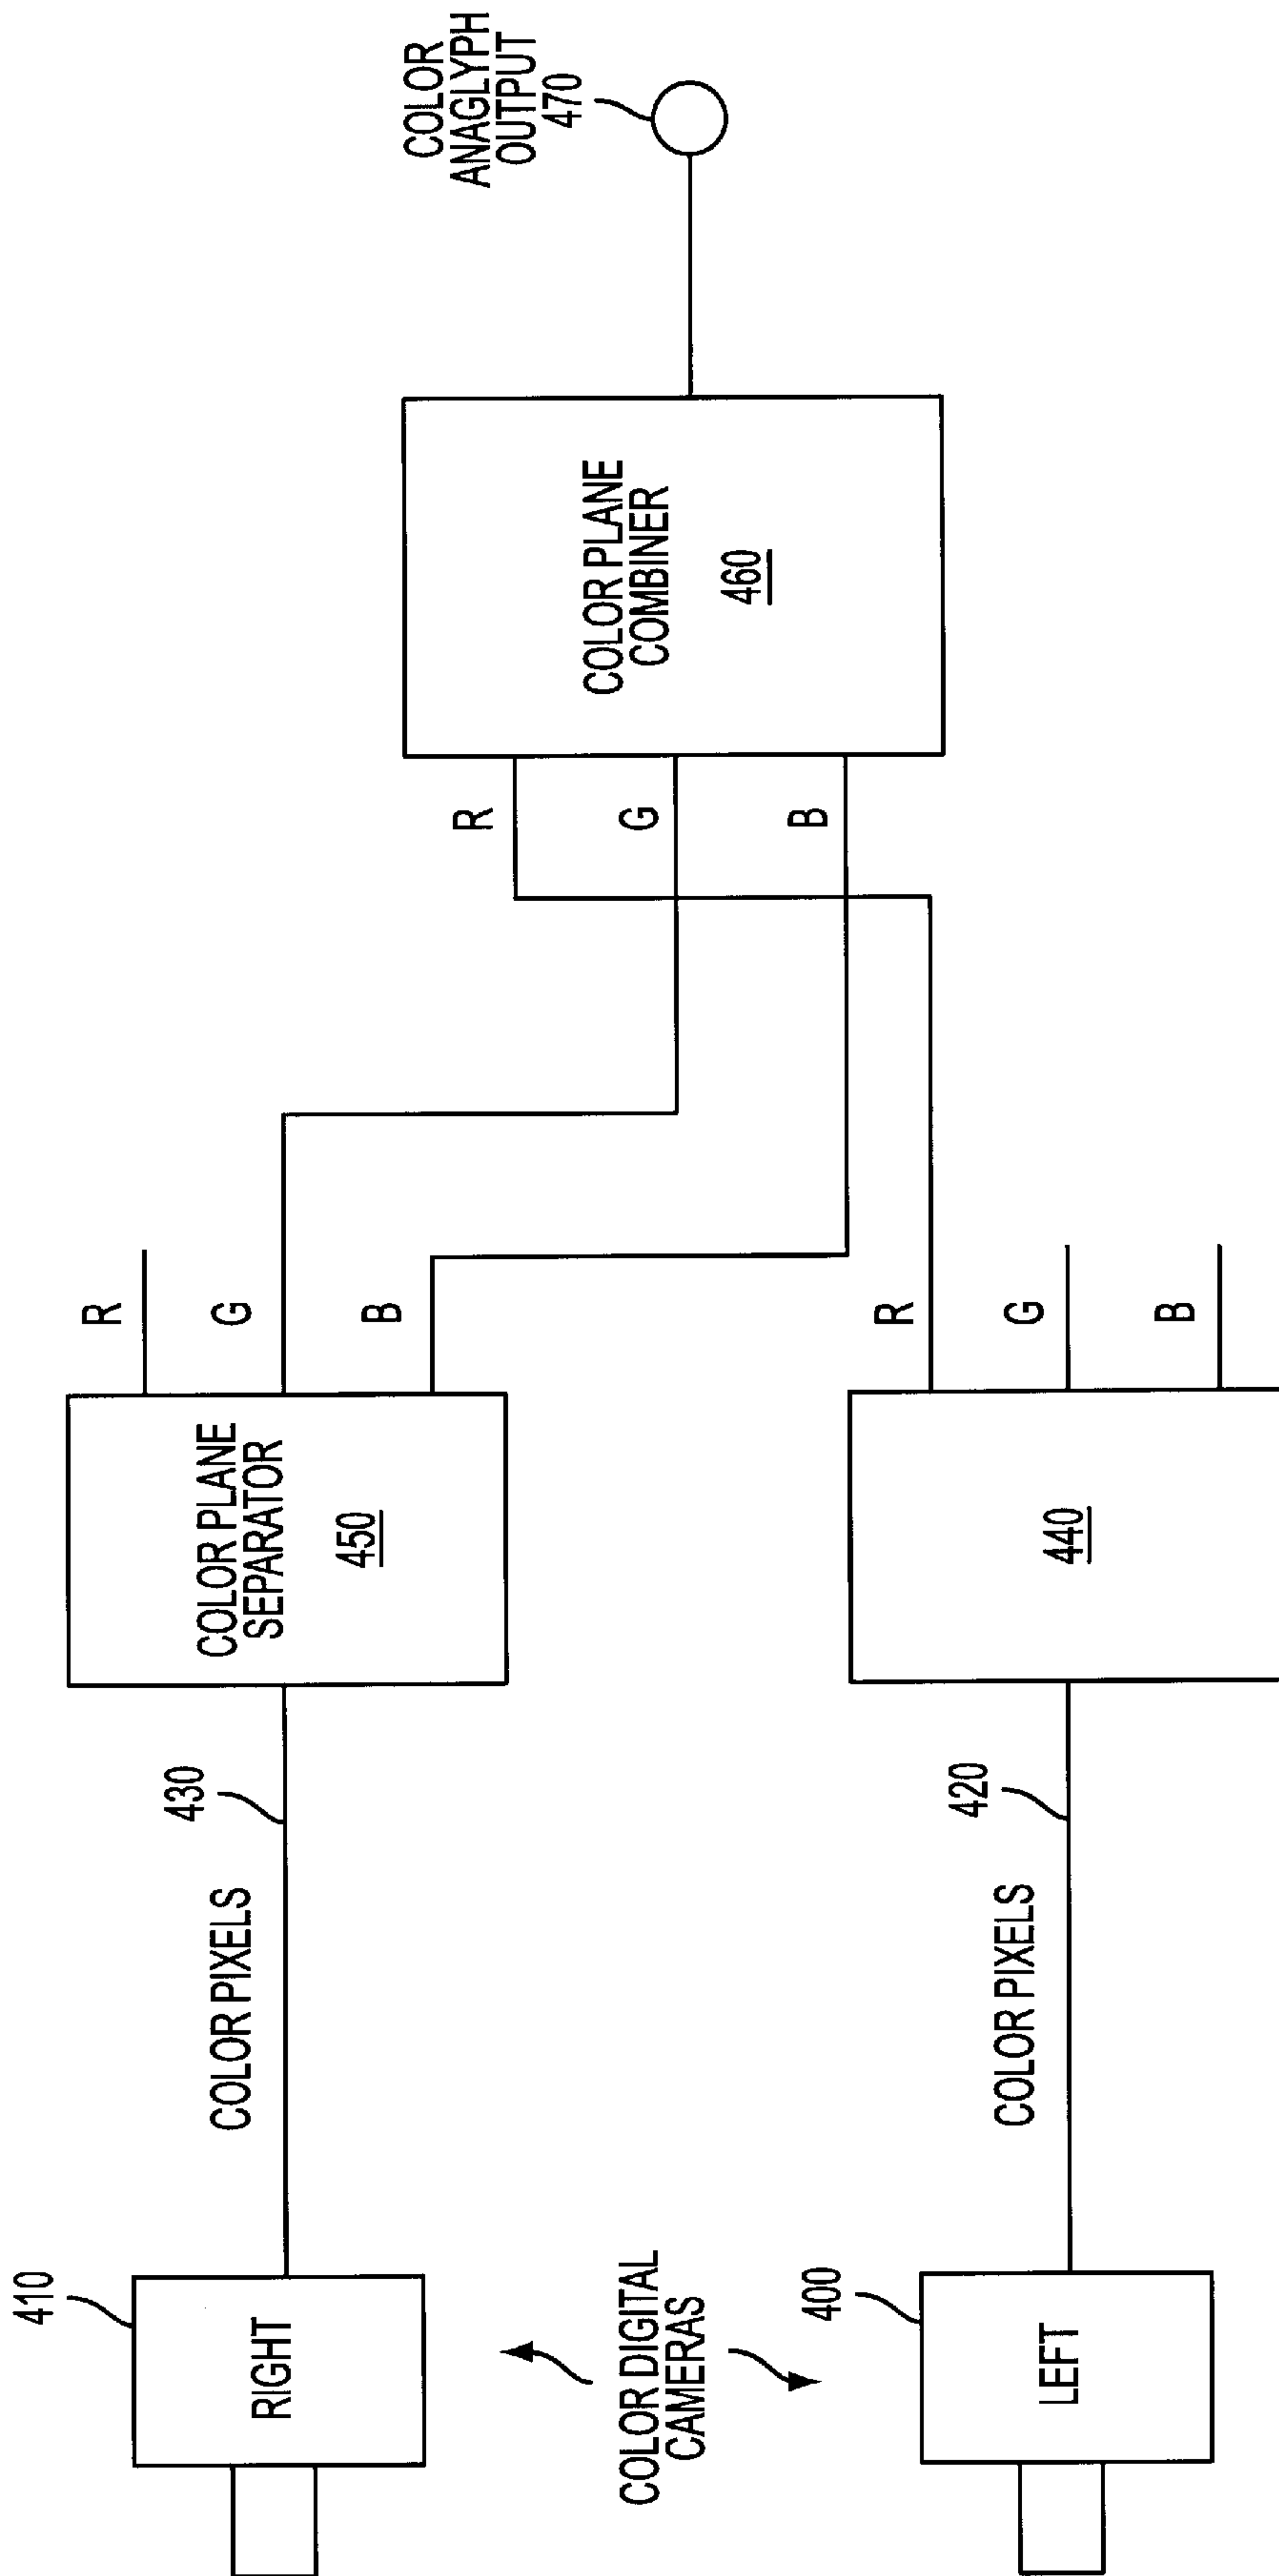 410
RIGHT
COLOR PIXELS
430
COLOR PLANE
SEPARATOR
450
R
G
B
COLOR DIGITAL
CAMERAS
400
LEFT
COLOR PIXELS
420
440
R
G
B
R
G
B
COLOR PLANE
COMBINER
460
COLOR
ANAGLYPH
OUTPUT
470